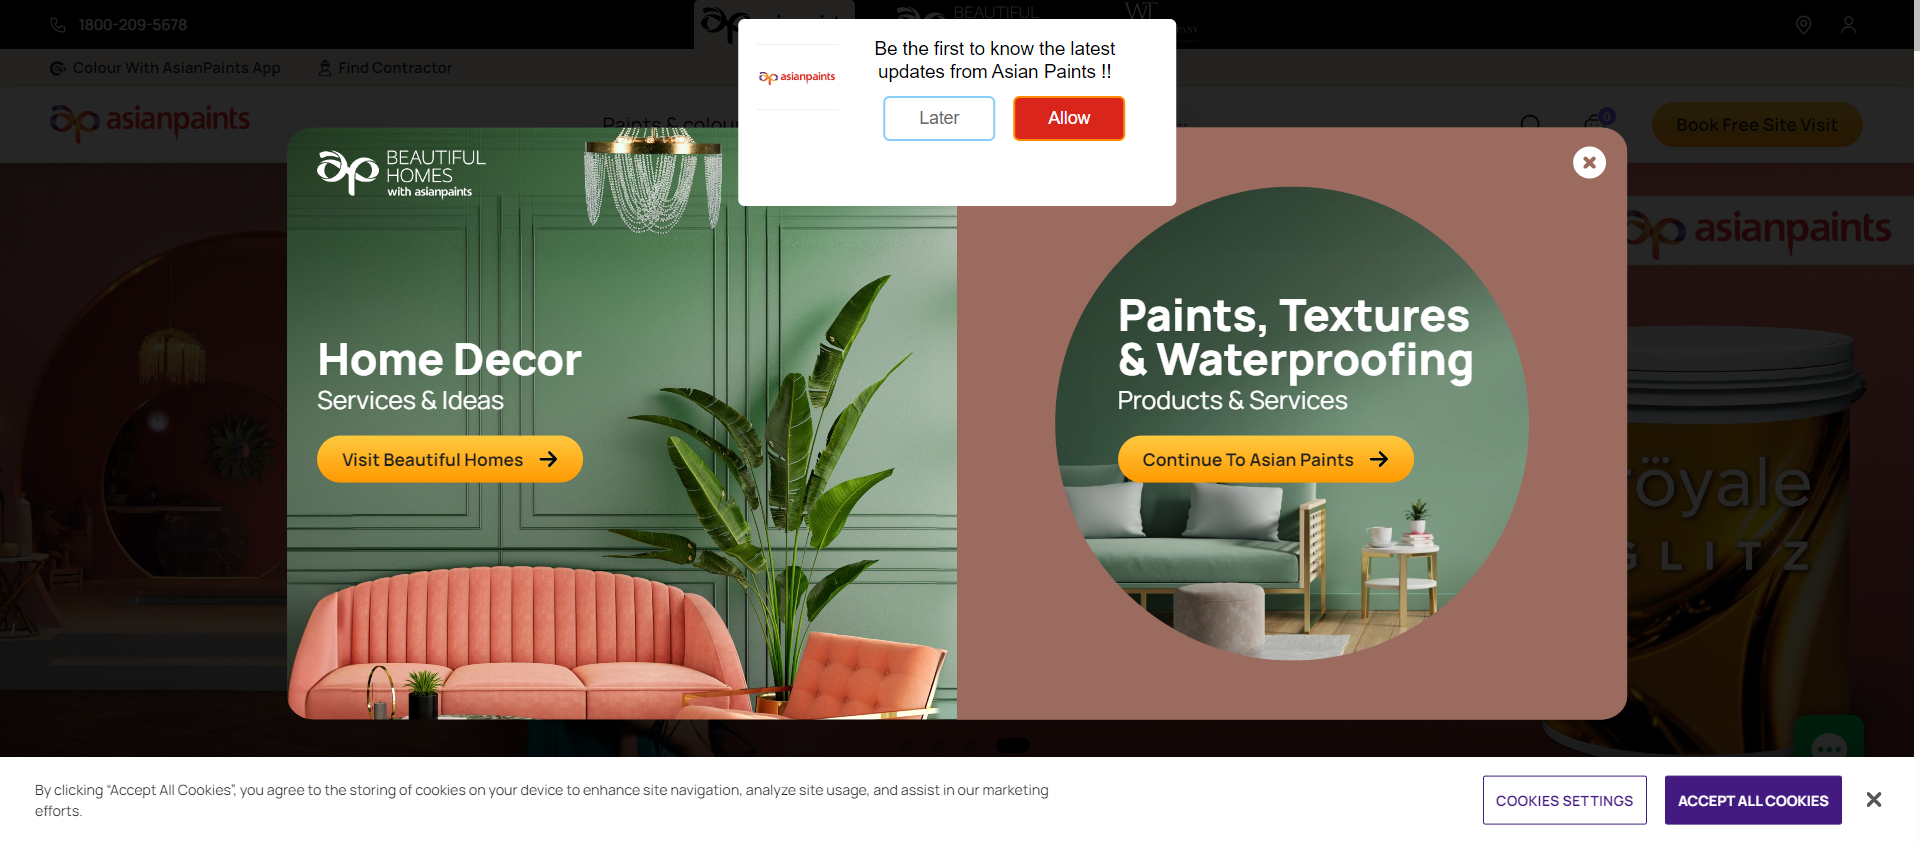 1800-209-5678
BEAUTIFUL
WT
Colour With AsianPaints App
Find Contractor
asianpaints
Paints & colou
0
Book Free Site Visit
asianpaints
Be the first to know the latest
updates from Asian Paints !!
Later
Allow
BEAUTIFUL
HOMES
with asianpaints
Home Decor
Services & Ideas
Visit Beautiful Homes
Paints, Textures
& Waterproofing
Products & Services
Continue To Asian Paints
asianpaints
röyale
GLITZ
By clicking “Accept All Cookies”, you agree to the storing of cookies on your device to enhance site navigation, analyze site usage, and assist in our marketing
efforts.
COOKIES SETTINGS
ACCEPT ALL COOKIES